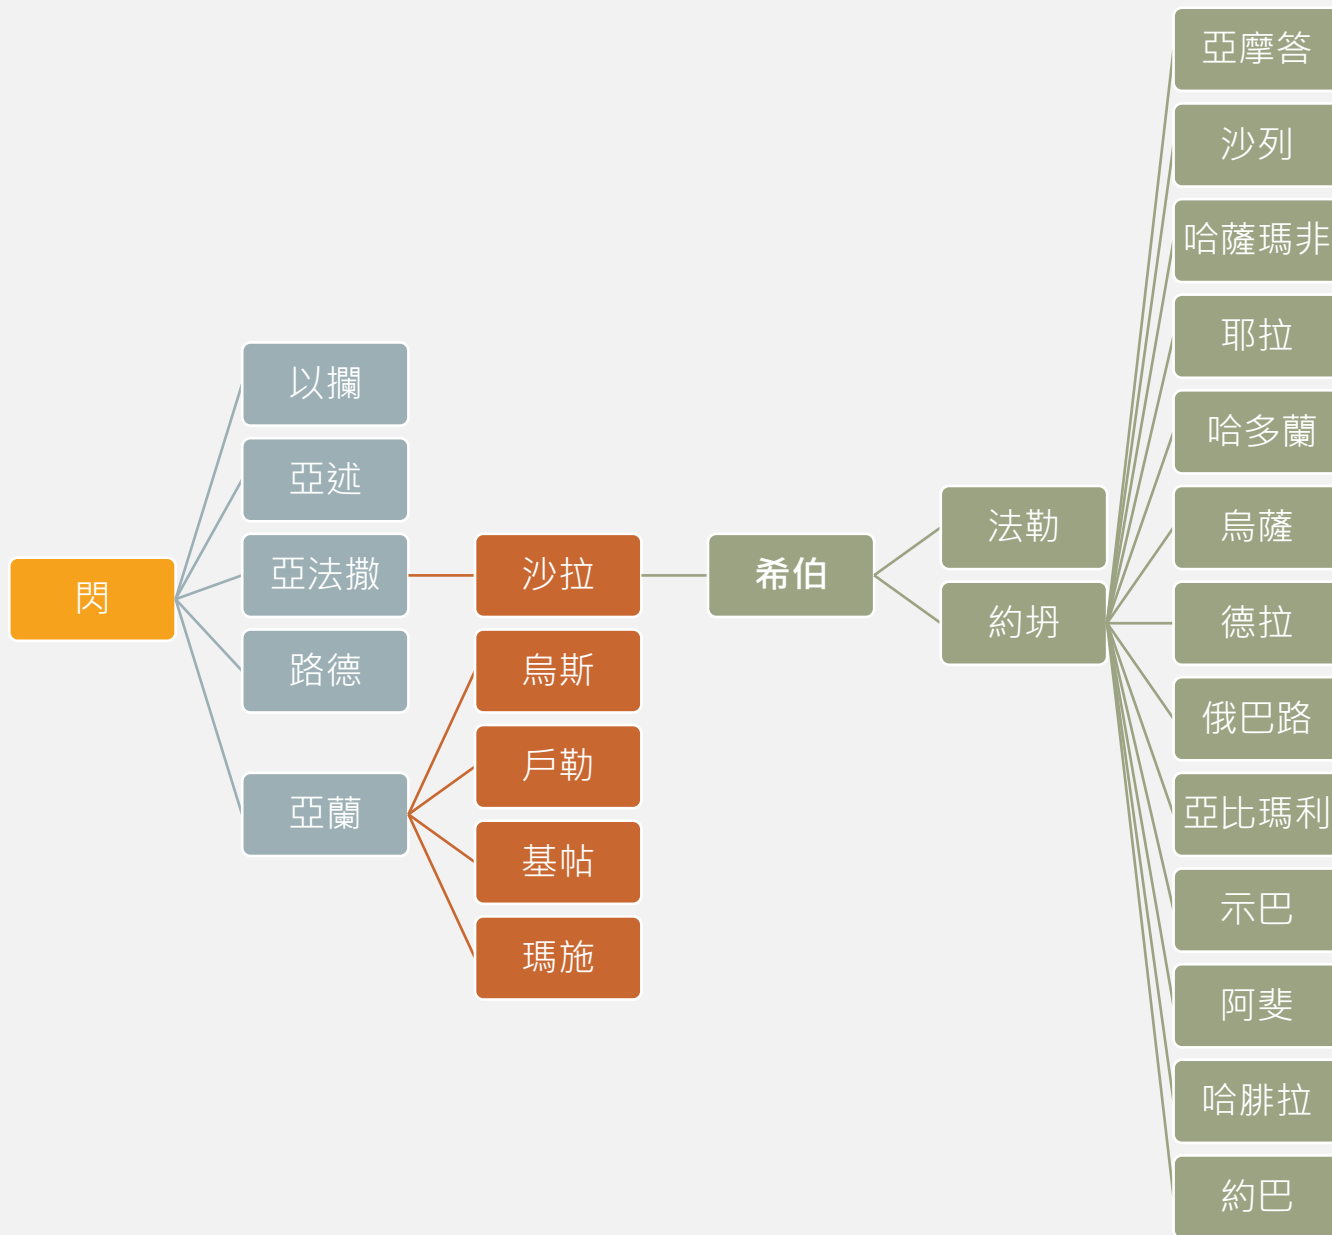 閃
以攔
亞述
亞法撒
路德
亞蘭
沙拉
烏斯
戶勒
基帖
瑪施
希伯
法勒
約坍
亞摩答
沙列
哈薩瑪非
耶拉
哈多蘭
烏薩
德拉
俄巴路
亞比瑪利
示巴
阿斐
哈腓拉
約巴